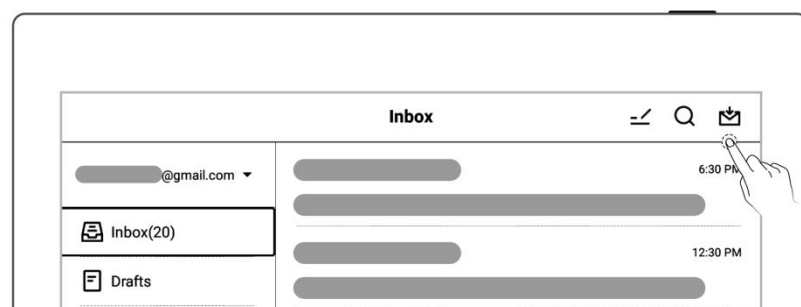 Inbox
@gmail.com
6:30 PM
Inbox(20)
12:30 PM
Drafts